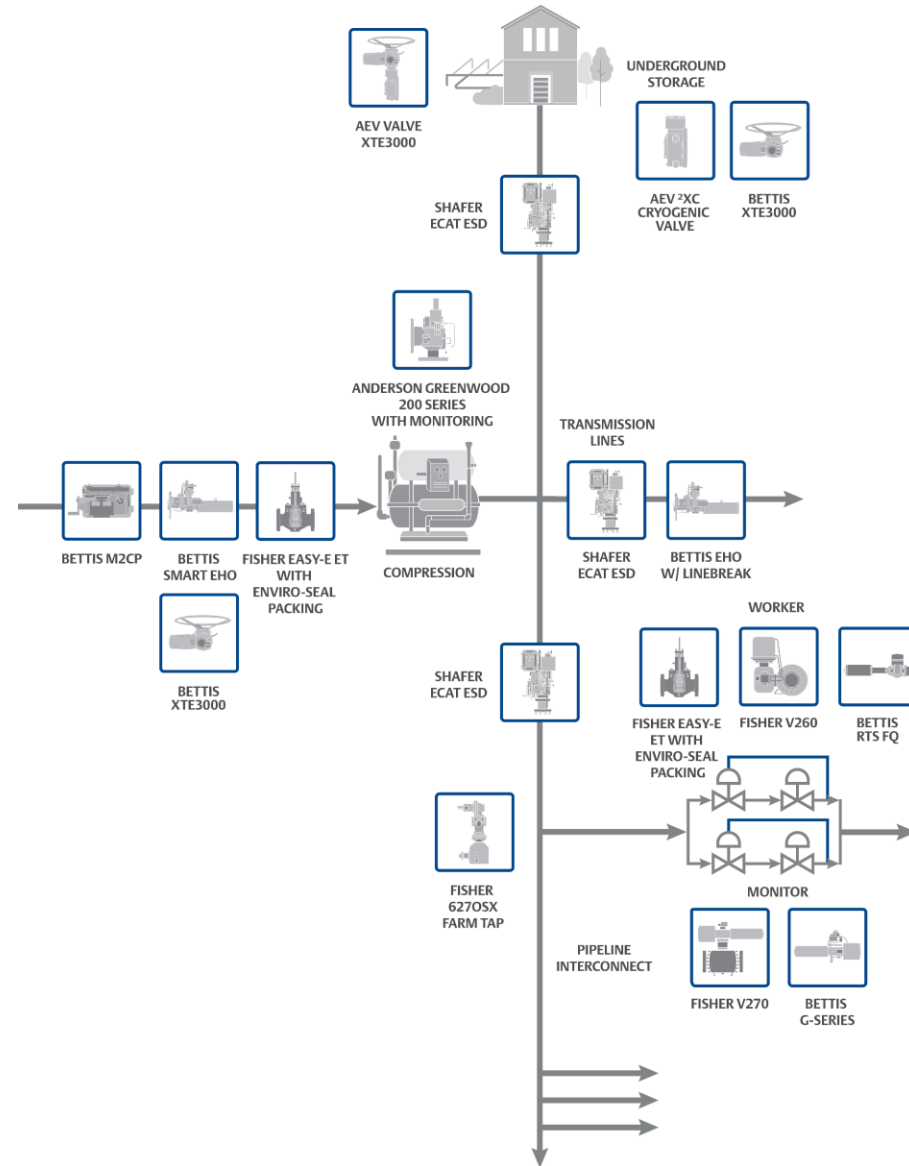 UNDERGROUND
STORAGE
AEV VALVE
XTE3000
AEV ²XC
CRYOGENIC
VALVE
BETTIS
XTE3000
SHAFER
ECAT ESD
ANDERSON GREENWOOD
200 SERIES
WITH MONITORING
TRANSMISSION
LINES
BETTIS M2CP
BETTIS
SMART EHO
FISHER EASY-E ET
WITH
ENVIRO-SEAL
PACKING
COMPRESSION
SHAFER
ECAT ESD
BETTIS EHO
W/ LINEBREAK
BETTIS
XTE3000
WORKER
SHAFER
ECAT ESD
FISHER EASY-E
ET WITH
ENVIRO-SEAL
PACKING
FISHER V260
BETTIS
RTS FQ
FISHER
627OSX
FARM TAP
MONITOR
PIPELINE
INTERCONNECT
FISHER V270
BETTIS
G-SERIES